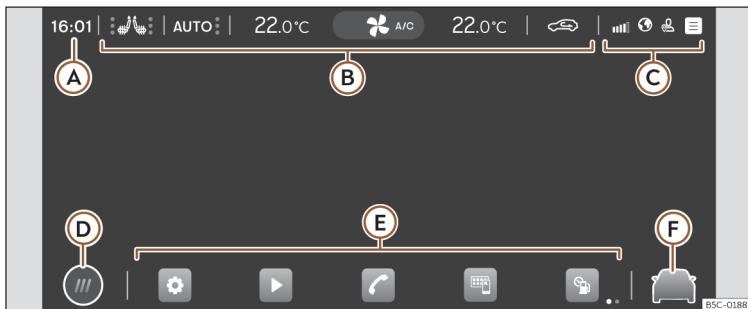 16:01 AUTO 22.0°C A/C 22.0°C
A B C
D E F
B5C-0188